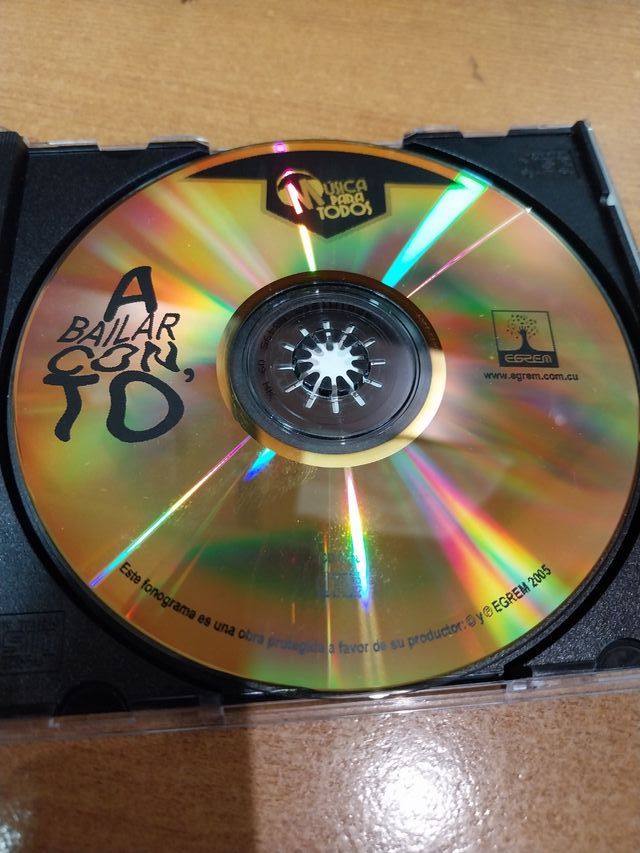 MÚSICA
PARA
TODOS
A
BAILAR
CON,
TO
EGREM
www.egrem.com.cu
Este fonograma es una obra protegida a favor de su productor: © y ℗ EGREM 2005